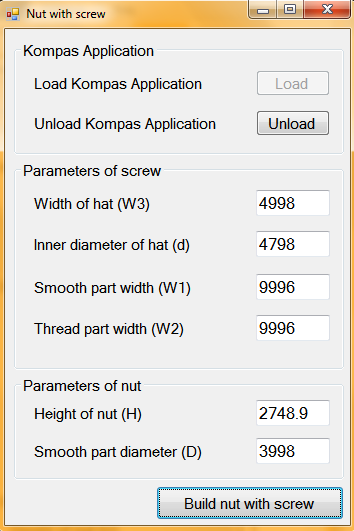 Nut with screw
Kompas Application
Load Kompas Application Load
Unload Kompas Application Unload
Parameters of screw
Width of hat (W3) 4998
Inner diameter of hat (d) 4798
Smooth part width (W1) 9996
Thread part width (W2) 9996
Parameters of nut
Height of nut (H) 2748.9
Smooth part diameter (D) 3998
Build nut with screw